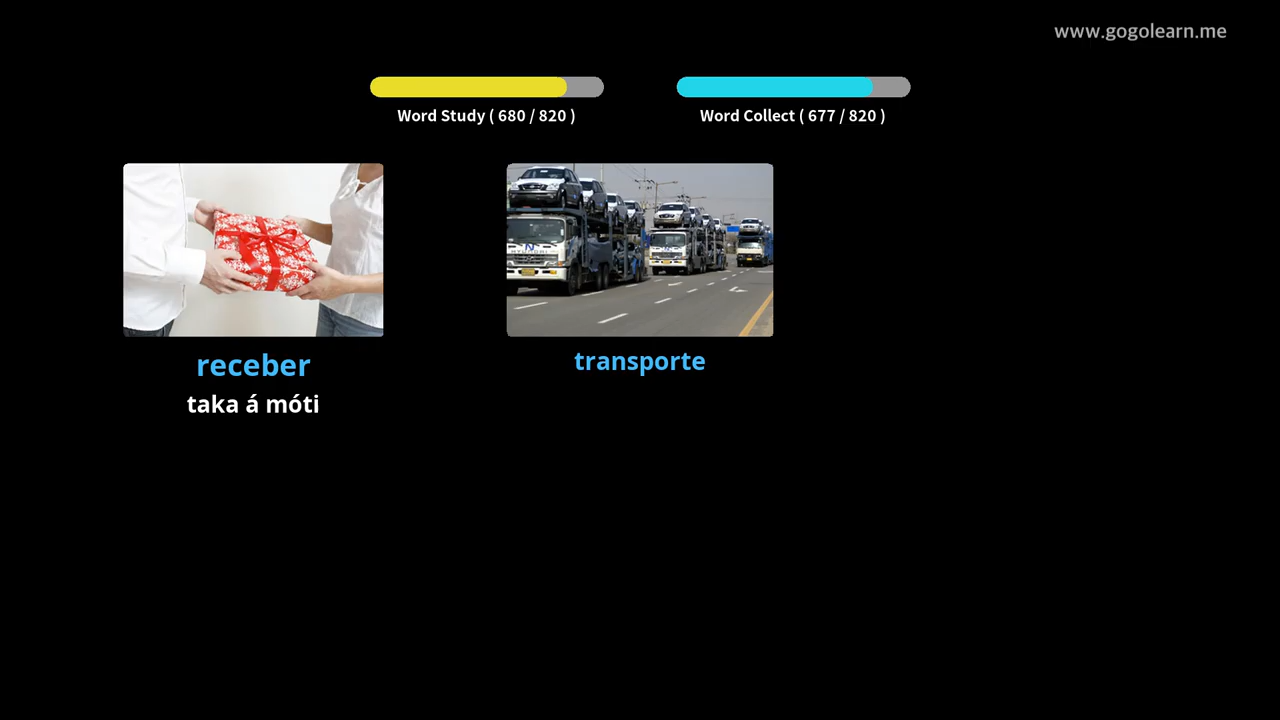 www.gogolearn.me
Word Study ( 680 / 820 )
Word Collect ( 677 / 820 )
receber
taka á móti
transporte